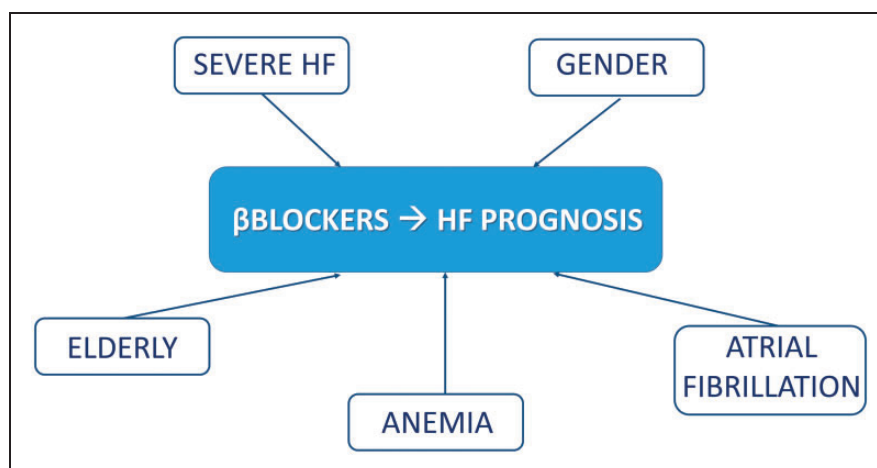 SEVERE HF
GENDER
βBLOCKERS → HF PROGNOSIS
ELDERLY
ATRIAL
FIBRILLATION
ANEMIA